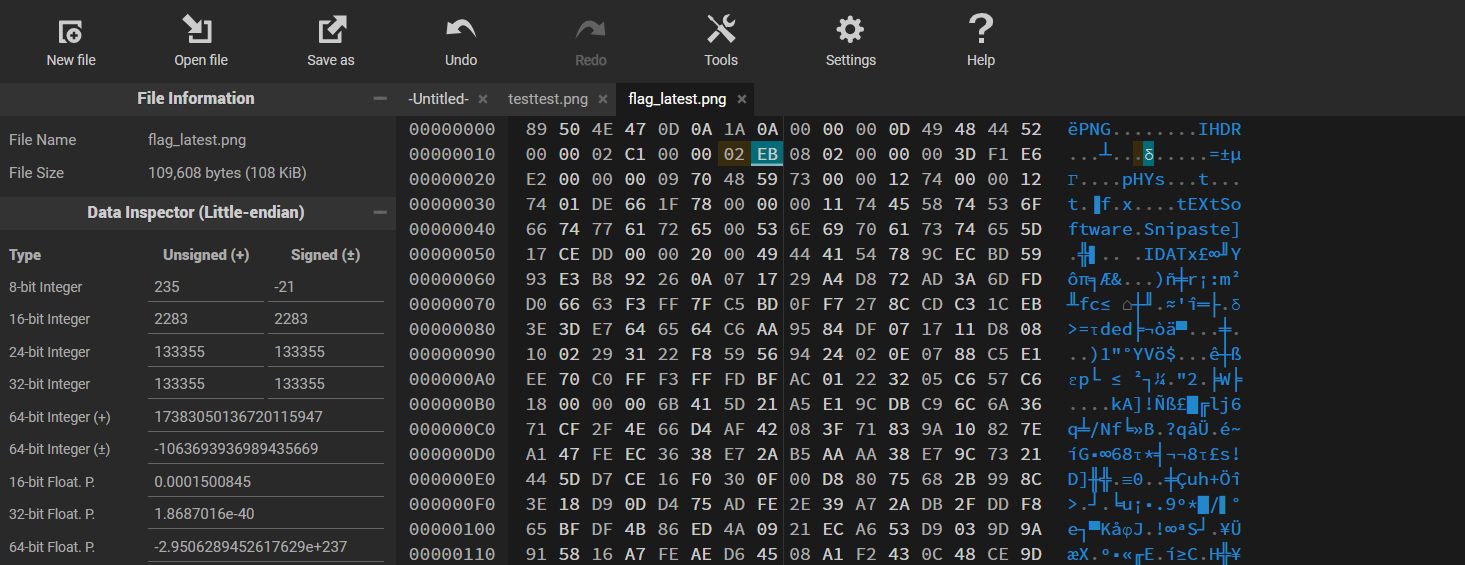 New file Open file Save as Undo Redo Tools Settings Help
File Information
File Name flag_latest.png
File Size 109,608 bytes (108 KiB)
Data Inspector (Little-endian)
Type Unsigned (+) Signed (±)
8-bit Integer 235 -21
16-bit Integer 2283 2283
24-bit Integer 133355 133355
32-bit Integer 133355 133355
64-bit Integer (+) 17383050136720115947
64-bit Integer (±) -1063693936989435669
16-bit Float. P. 0.0001500845
32-bit Float. P. 1.8687016e-40
64-bit Float. P. -2.9506289452617629e+237
-Untitled- × testtest.png × flag_latest.png ×
00000000 89 50 4E 47 0D 0A 1A 0A 00 00 00 0D 49 48 44 52 ëPNG........IHDR
00000010 00 00 02 C1 00 00 02 EB 08 02 00 00 00 3D F1 E6 ...┴...δ.....=±µ
00000020 E2 00 00 00 09 70 48 59 73 00 00 12 74 00 00 12 Γ....pHYs...t...
00000030 74 01 DE 66 1F 78 00 00 00 11 74 45 58 74 53 6F t.▐f.x....tEXtSo
00000040 66 74 77 61 72 65 00 53 6E 69 70 61 73 74 65 5D ftware.Snipaste]
00000050 17 CE DD 00 00 20 00 49 44 41 54 78 9C EC BD 59 .╬▌.. .IDATx£∞╜Y
00000060 93 E3 B8 92 26 0A 07 17 29 A4 D8 72 AD 3A 6D FD ôπ╕Æ&...)ñ╪r¡:m²
00000070 D0 66 63 F3 FF 7F C5 BD 0F F7 27 8C CD C3 1C EB ╨fc≤ ⌂┼╜.≈'î═├.δ
00000080 3E 3D E7 64 65 64 C6 AA 95 84 DF 07 17 11 D8 08 >=τded╞¬òä▀...╪.
00000090 10 02 29 31 22 F8 59 56 94 24 02 0E 07 88 C5 E1 ..)1"°YVö$...ê┼ß
000000A0 EE 70 C0 FF F3 FF FD BF AC 01 22 32 05 C6 57 C6 εp└ ≤ ²┐¼."2.╞W╞
000000B0 18 00 00 00 6B 41 5D 21 A5 E1 9C DB C9 6C 6A 36 ....kA]!Ñß£█╔lj6
000000C0 71 CF 2F 4E 66 D4 AF 42 08 3F 71 83 9A 10 82 7E q╧/Nf╘»B.?qâÜ.é~
000000D0 A1 47 FE EC 36 38 E7 2A B5 AA AA 38 E7 9C 73 21 íG▪∞68τ*╡¬¬8τ£s!
000000E0 44 5D D7 CE 16 F0 30 0F 00 D8 80 75 68 2B 99 8C D]╫╬.≡0..╪Çuh+Öî
000000F0 3E 18 D9 0D D4 75 AD FE 2E 39 A7 2A DB 2F DD F8 >.┘.╘u¡▪.9º*█/▌°
00000100 65 BF DF 4B 86 ED 4A 09 21 EC A6 53 D9 03 9D 9A e┐▀KåφJ.!∞ªS┘.¥Ü
00000110 91 58 16 A7 FE AE D6 45 08 A1 F2 43 0C 48 CE 9D æX.º▪«╓E.í≥C.H╬¥